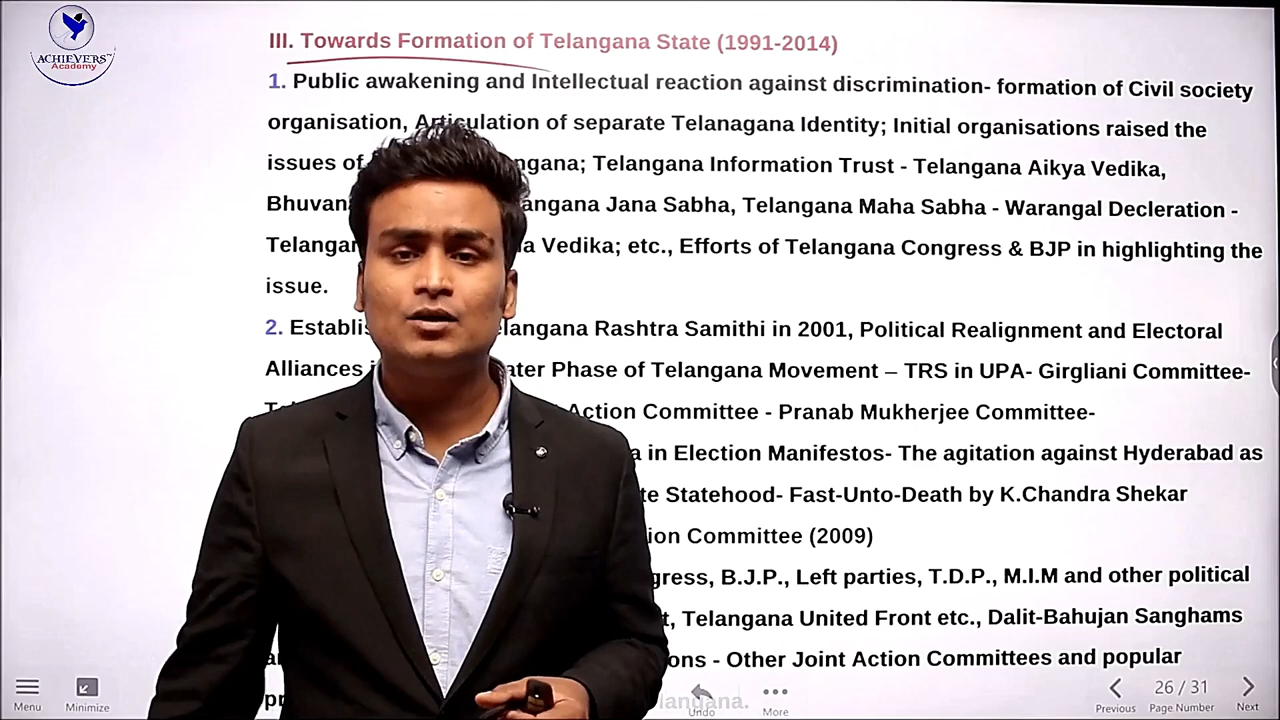 ACHIEVERS™
Academy
III. Towards Formation of Telangana State (1991-2014)
1. Public awakening and Intellectual reaction against discrimination- formation of Civil society
organisation, Articulation of separate Telanagana Identity; Initial organisations raised the
issues of ngana; Telangana Information Trust - Telangana Aikya Vedika,
Bhuvan angana Jana Sabha, Telangana Maha Sabha - Warangal Decleration -
Telangan a Vedika; etc., Efforts of Telangana Congress & BJP in highlighting the
issue.
2. Establis elangana Rashtra Samithi in 2001, Political Realignment and Electoral
Alliances ater Phase of Telangana Movement – TRS in UPA- Girgliani Committee-
Action Committee - Pranab Mukherjee Committee-
a in Election Manifestos- The agitation against Hyderabad as
te Statehood- Fast-Unto-Death by K.Chandra Shekar
ion Committee (2009)
gress, B.J.P., Left parties, T.D.P., M.I.M and other political
t, Telangana United Front etc., Dalit-Bahujan Sanghams
ons - Other Joint Action Committees and popular
pr langana.
Menu
Minimize
Undo
More
Previous
26 / 31
Page Number
Next